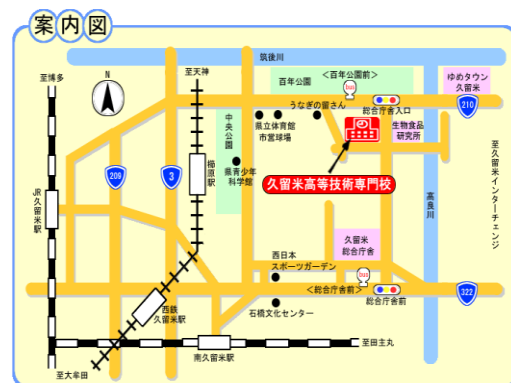 案内図
筑後川
至博多
N
至天神
百年公園
＜百年公園前＞
bus
ゆめタウン
久留米
210
うなぎの留さん
総合庁舎入口
中央公園
県立体育館
市営球場
生物食品
研究所
櫛原駅
県青少年
科学館
209
3
久留米高等技術専門校
JR久留米駅
高良川
至久留米インターチェンジ
久留米
総合庁舎
西日本
スポーツガーデン
bus
＜総合庁舎前＞
総合庁舎前
322
西鉄
久留米駅
石橋文化センター
南久留米駅
至田主丸
至大牟田